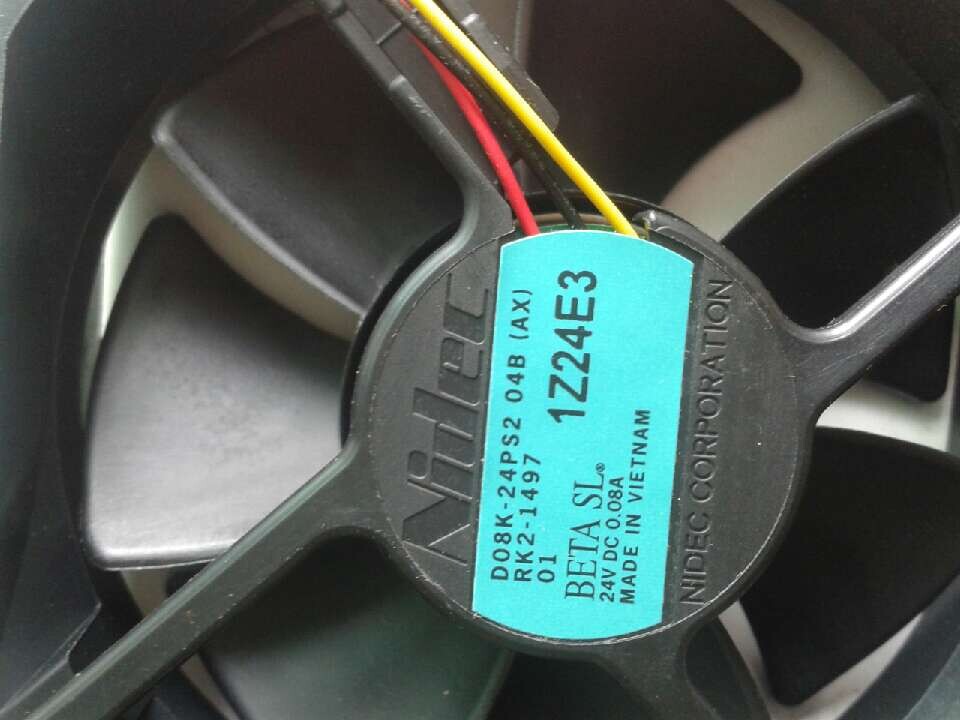 Nidec
D08K-24PS2 04B (AX)
RK2-1497
01
1Z24E3
BETA SL®
24V DC 0.08A
MADE IN VIETNAM
NIDEC CORPORATION